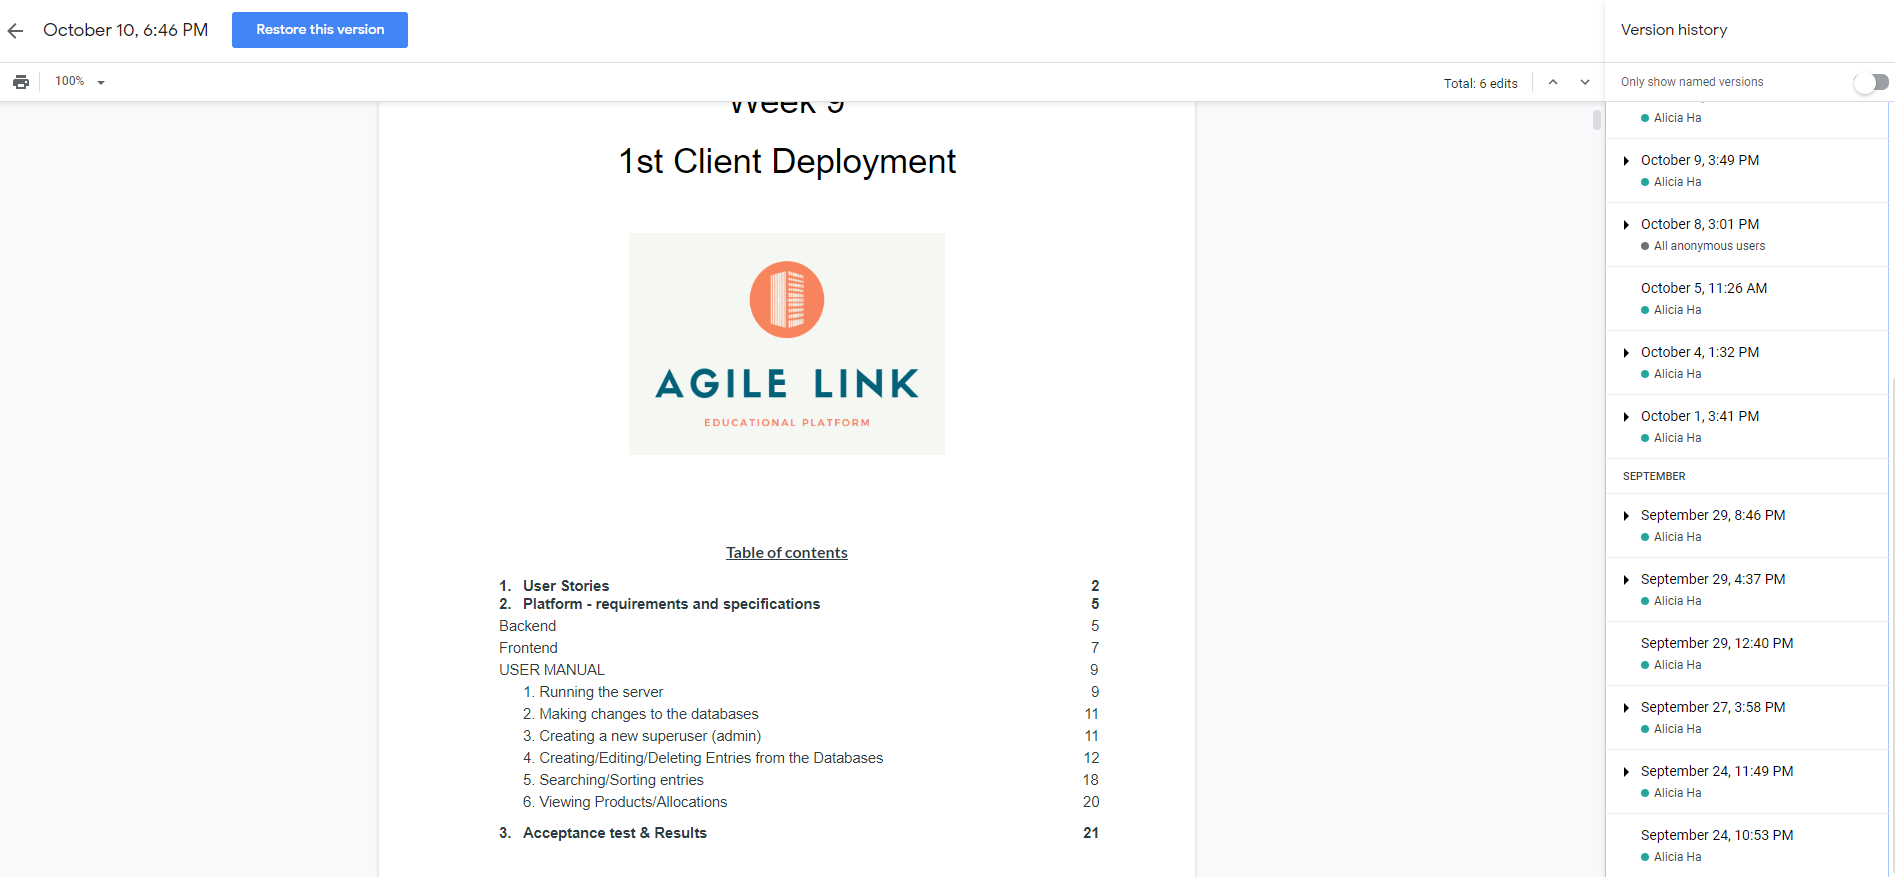 October 10, 6:46 PM
Restore this version
Version history
100%
Total: 6 edits
Only show named versions
Week 9
1st Client Deployment
AGILE LINK
EDUCATIONAL PLATFORM
Table of contents
1. User Stories 2
2. Platform - requirements and specifications 5
Backend 5
Frontend 7
USER MANUAL 9
1. Running the server 9
2. Making changes to the databases 11
3. Creating a new superuser (admin) 11
4. Creating/Editing/Deleting Entries from the Databases 12
5. Searching/Sorting entries 18
6. Viewing Products/Allocations 20
3. Acceptance test & Results 21
Alicia Ha
October 9, 3:49 PM
Alicia Ha
October 8, 3:01 PM
All anonymous users
October 5, 11:26 AM
Alicia Ha
October 4, 1:32 PM
Alicia Ha
October 1, 3:41 PM
Alicia Ha
SEPTEMBER
September 29, 8:46 PM
Alicia Ha
September 29, 4:37 PM
Alicia Ha
September 29, 12:40 PM
Alicia Ha
September 27, 3:58 PM
Alicia Ha
September 24, 11:49 PM
Alicia Ha
September 24, 10:53 PM
Alicia Ha